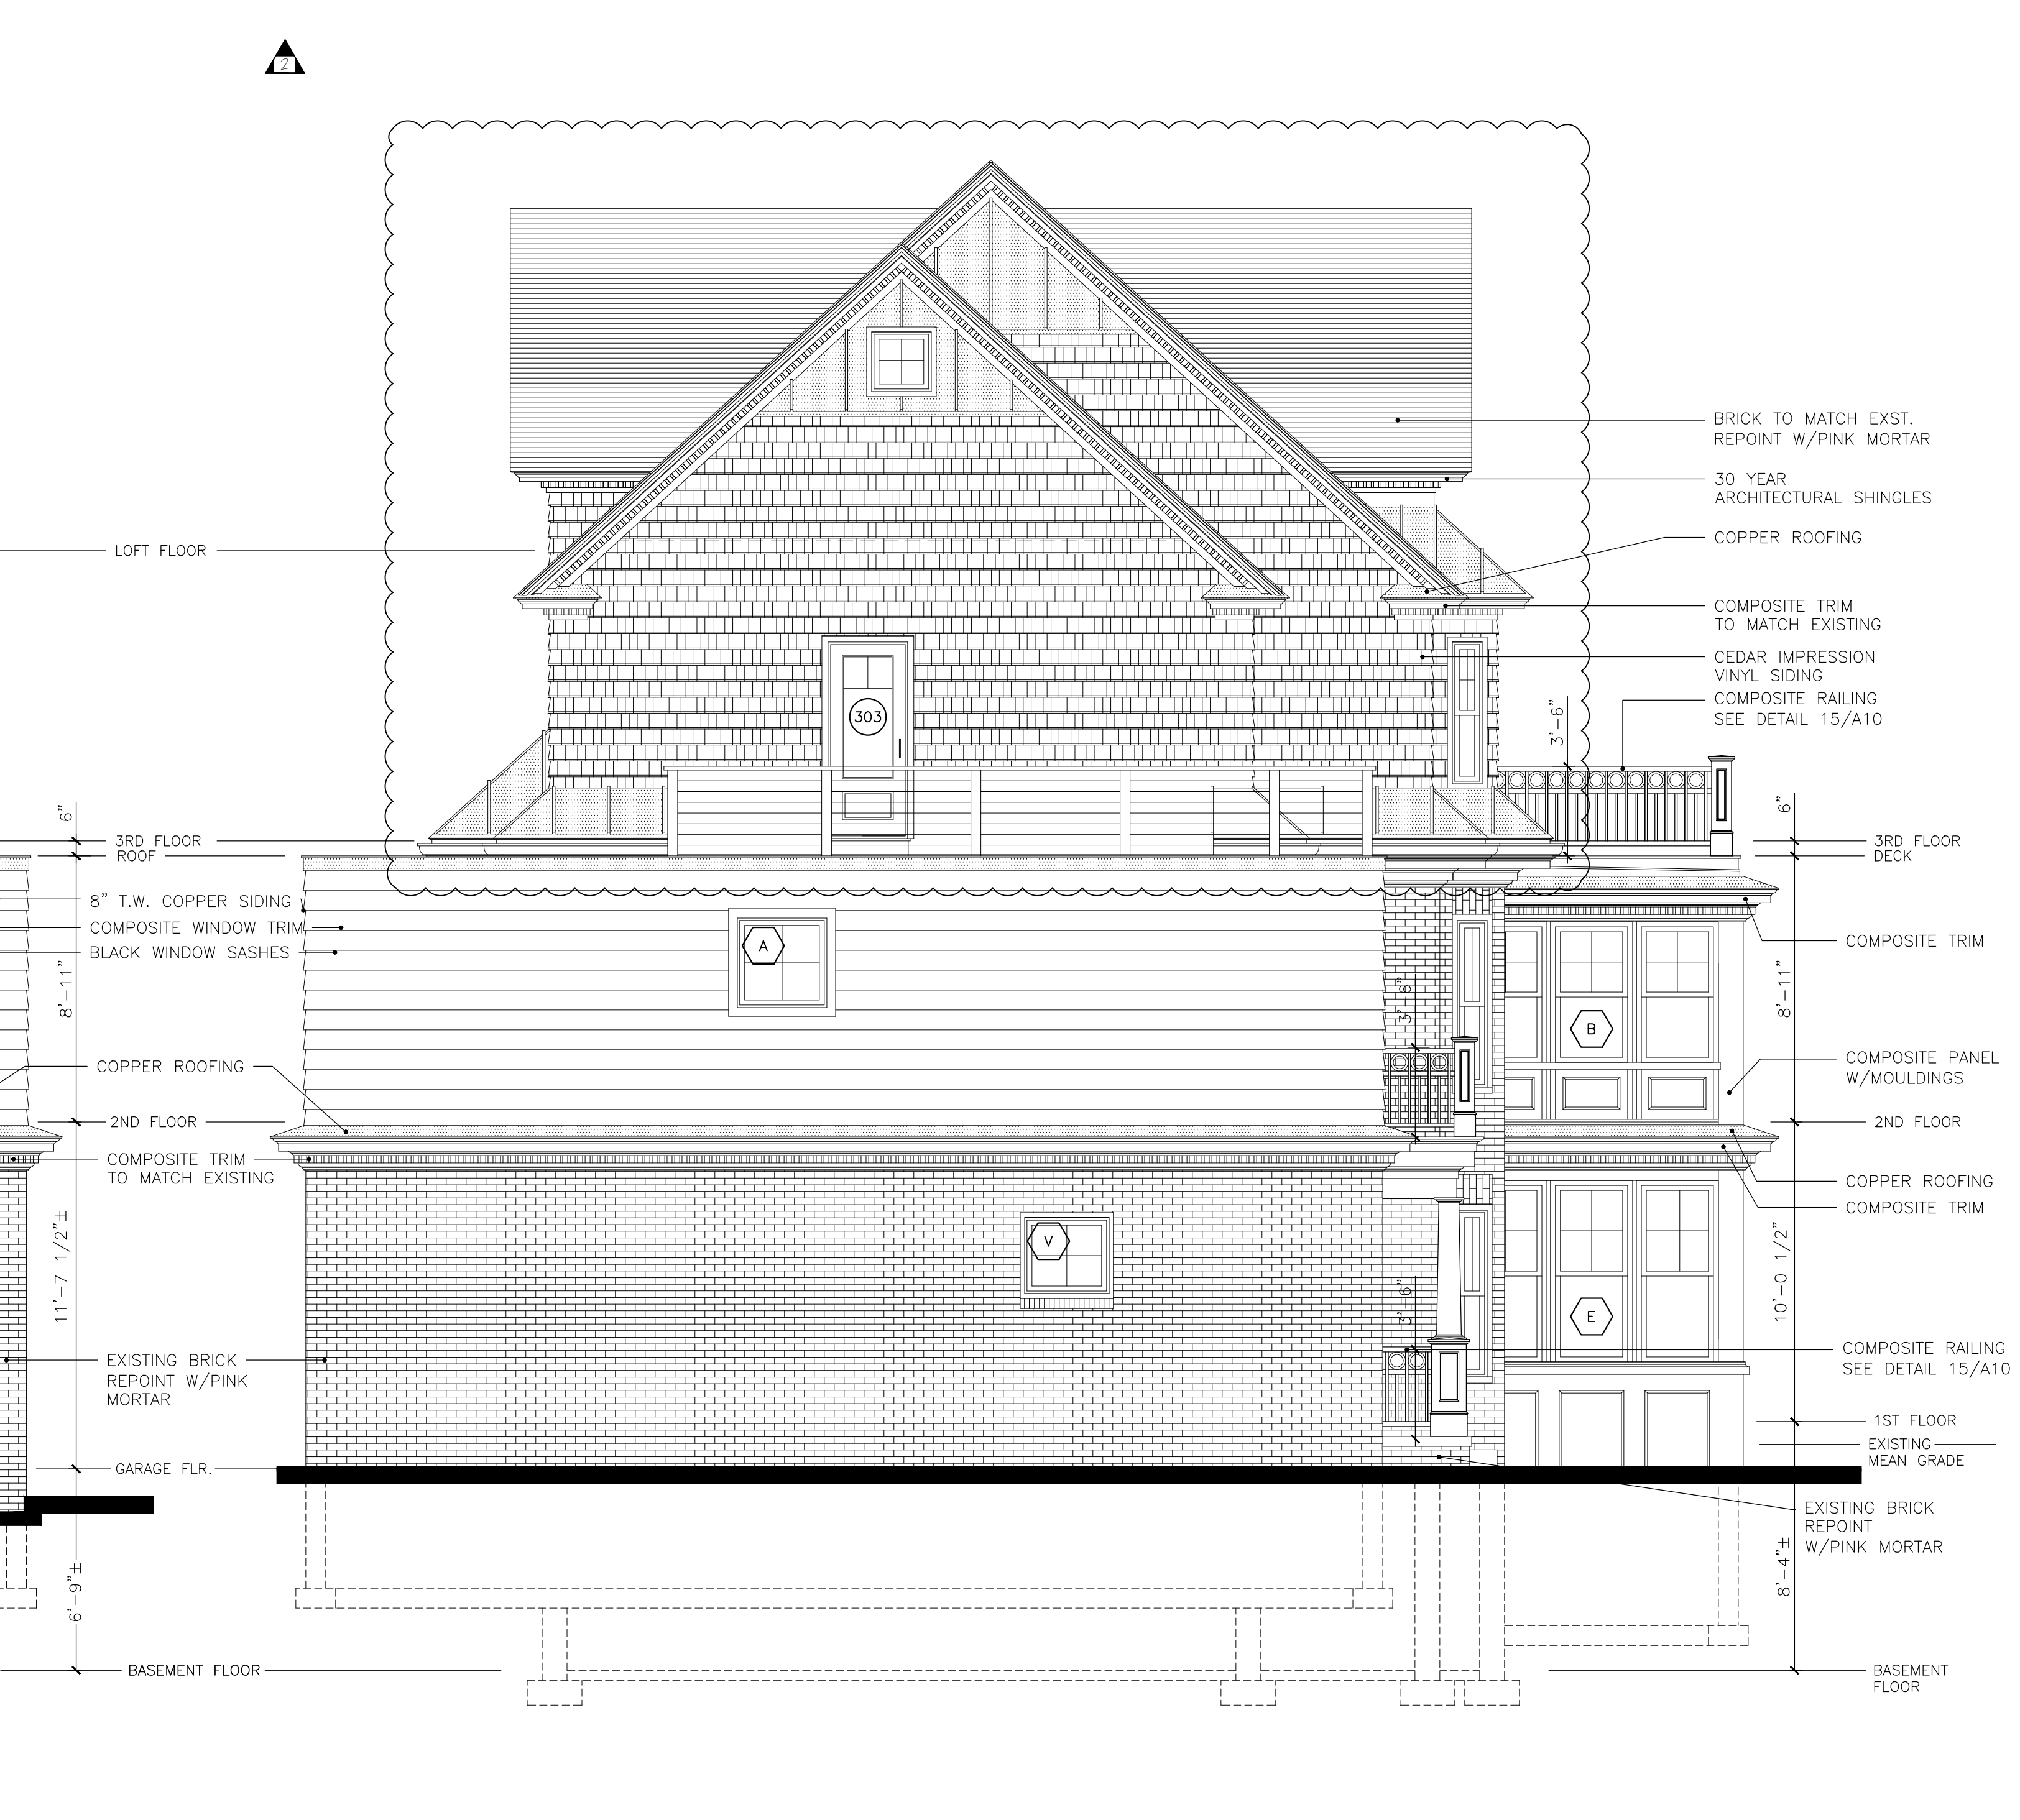 2
BRICK TO MATCH EXST.
REPOINT W/PINK MORTAR
30 YEAR
ARCHITECTURAL SHINGLES
COPPER ROOFING
LOFT FLOOR
COMPOSITE TRIM
TO MATCH EXISTING
CEDAR IMPRESSION
VINYL SIDING
COMPOSITE RAILING
SEE DETAIL 15/A10
303
3'-6"
6"
6"
3RD FLOOR
ROOF
3RD FLOOR
DECK
8" T.W. COPPER SIDING
COMPOSITE WINDOW TRIM
BLACK WINDOW SASHES
A
COMPOSITE TRIM
8'-11"
3'-6"
8'-11"
B
COPPER ROOFING
COMPOSITE PANEL
W/MOULDINGS
2ND FLOOR
2ND FLOOR
COMPOSITE TRIM
TO MATCH EXISTING
COPPER ROOFING
COMPOSITE TRIM
V
11'-7 1/2"±
3'-6"
10'-0 1/2"
E
EXISTING BRICK
REPOINT W/PINK
MORTAR
COMPOSITE RAILING
SEE DETAIL 15/A10
1ST FLOOR
EXISTING
MEAN GRADE
GARAGE FLR.
EXISTING BRICK
REPOINT
W/PINK MORTAR
6'-9"±
8'-4"±
BASEMENT FLOOR
BASEMENT
FLOOR